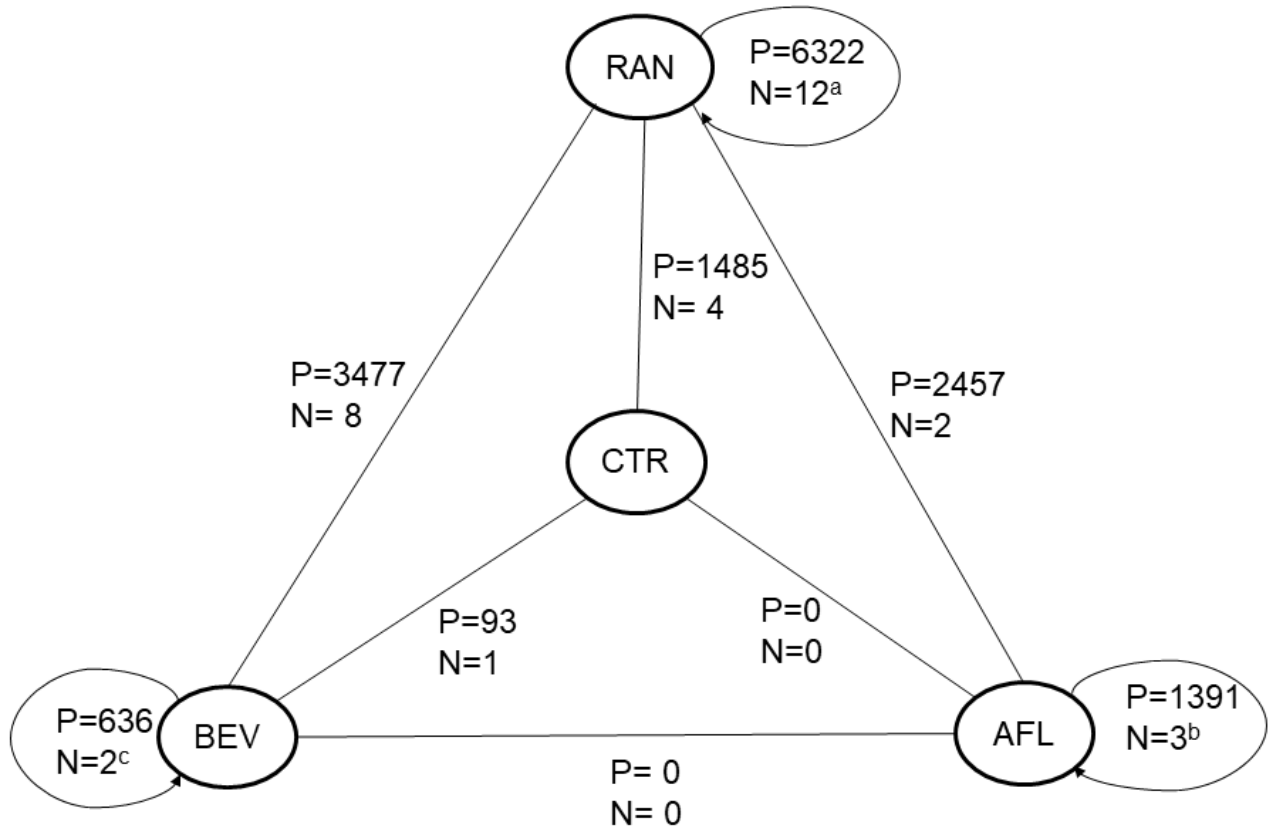 RAN
P=6322
N=12ᵃ
P=1485
N= 4
P=3477
N= 8
P=2457
N=2
CTR
P=93
N=1
P=0
N=0
P=636
N=2ᶜ
BEV
AFL
P=1391
N=3ᵇ
P= 0
N= 0